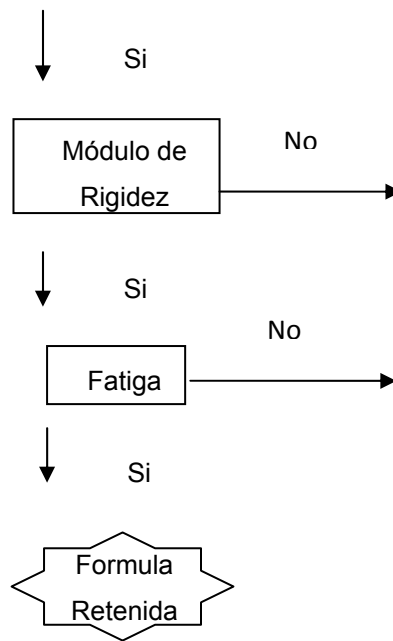 Si
Módulo de
No
Rigidez
Si
No
Fatiga
Si
Formula
Retenida